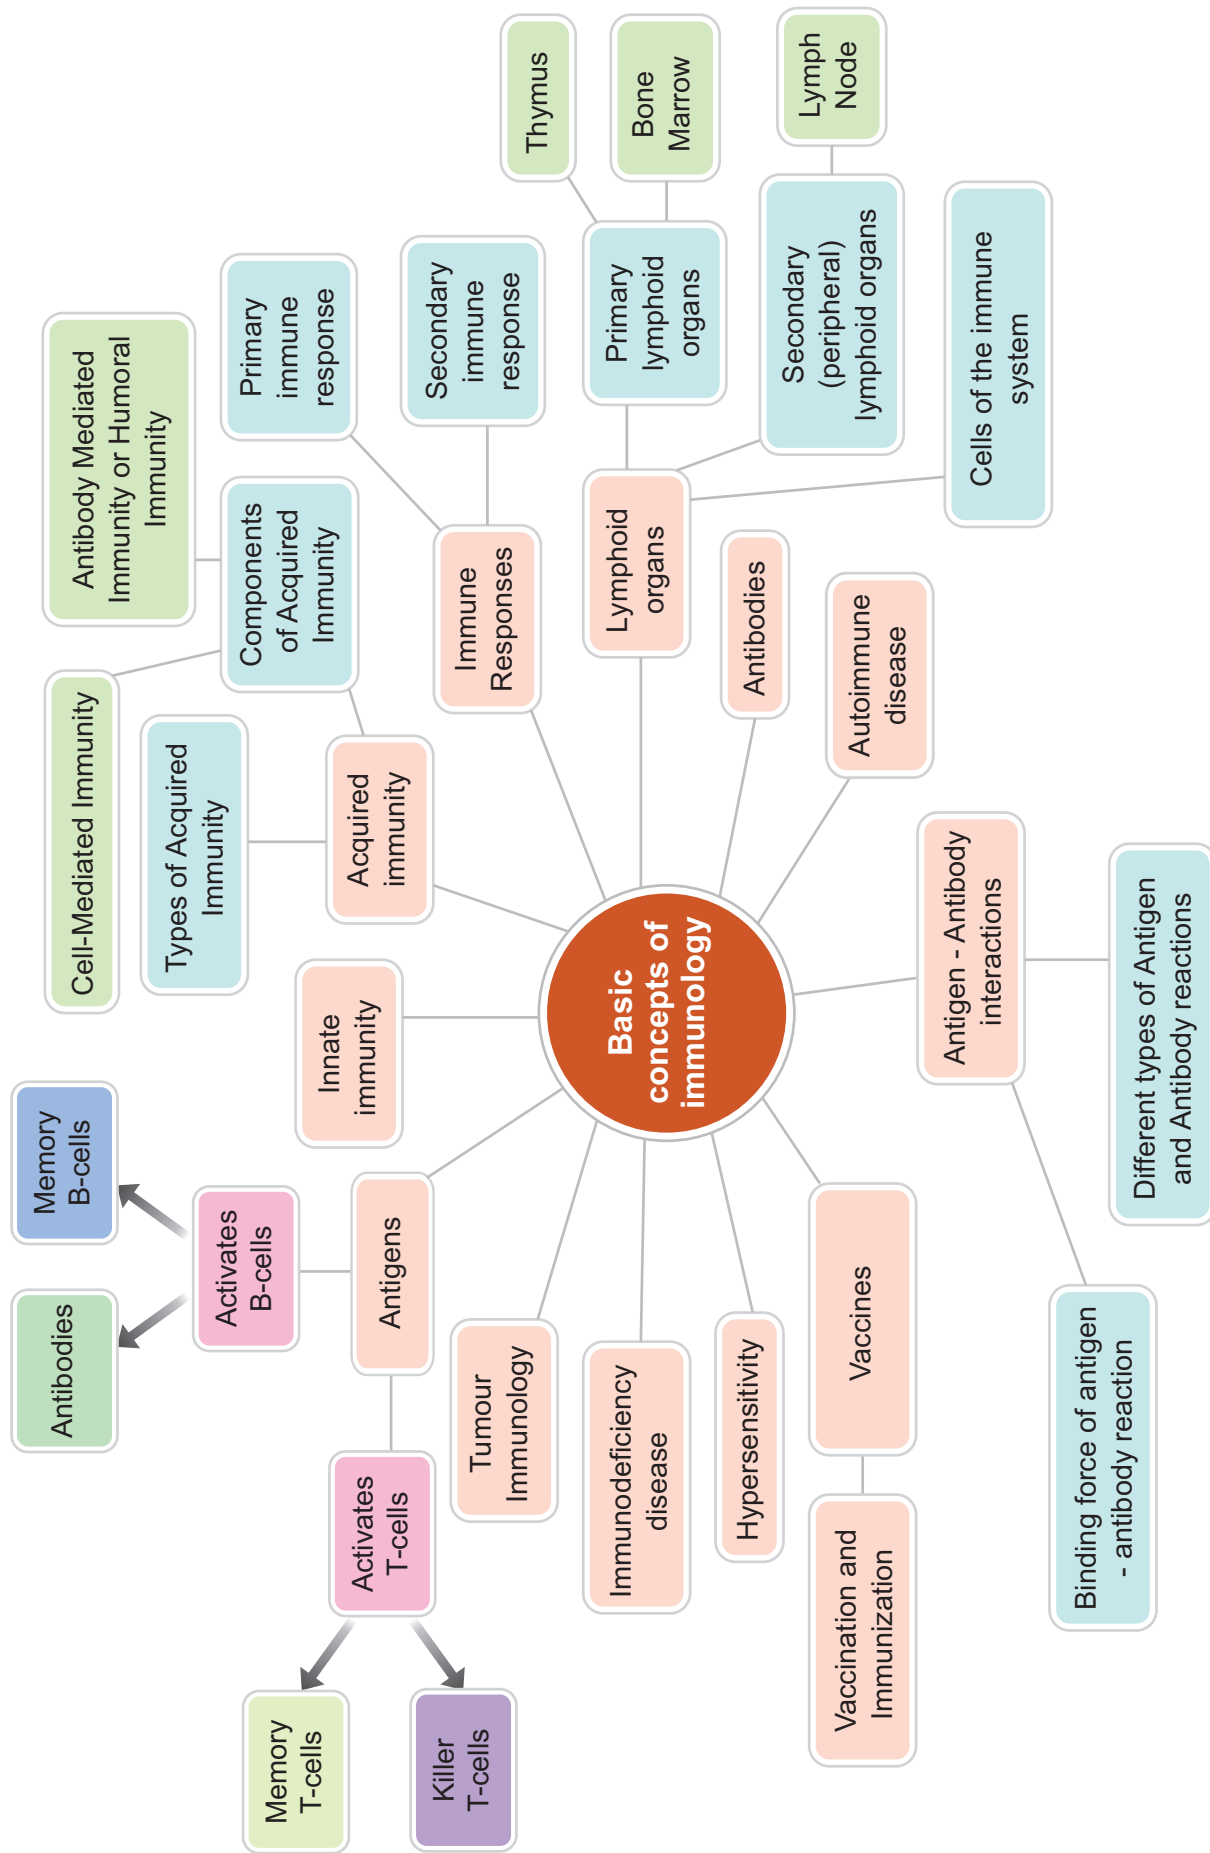 Basic
concepts of
immunology
Innate
immunity
Acquired
immunity
Types of Acquired
Immunity
Components
of Acquired
Immunity
Cell-Mediated Immunity
Antibody Mediated
Immunity or Humoral
Immunity
Immune
Responses
Primary
immune
response
Secondary
immune
response
Lymphoid
organs
Primary
lymphoid
organs
Thymus
Bone
Marrow
Secondary
(peripheral)
lymphoid organs
Lymph
Node
Cells of the immune
system
Antibodies
Autoimmune
disease
Antigen - Antibody
interactions
Different types of Antigen
and Antibody reactions
Binding force of antigen
- antibody reaction
Vaccines
Vaccination and
Immunization
Hypersensitivity
Immunodeficiency
disease
Tumour
Immunology
Antigens
Activates
B-cells
Memory
B-cells
Antibodies
Activates
T-cells
Memory
T-cells
Killer
T-cells